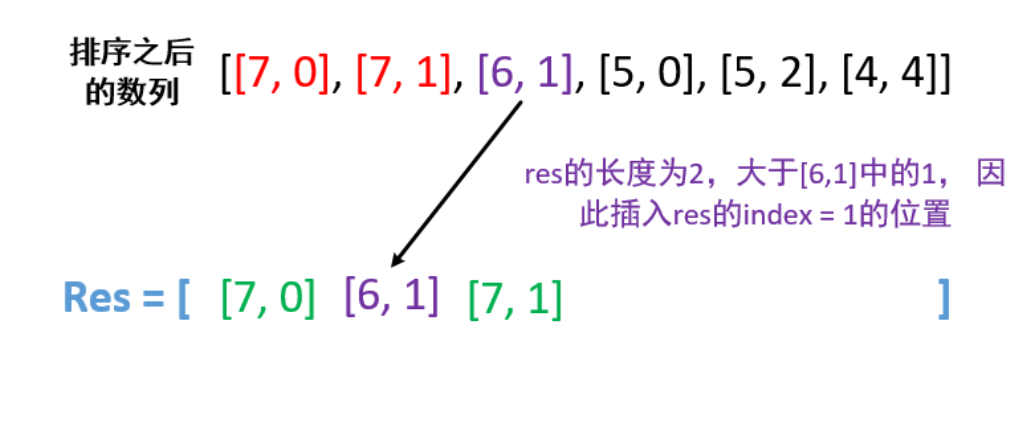 排序之后
的数列
[[7, 0], [7, 1], [6, 1], [5, 0], [5, 2], [4, 4]]
res的长度为2，大于[6,1]中的1， 因
此插入res的index = 1的位置
Res = [ [7, 0] [6, 1] [7, 1] ]